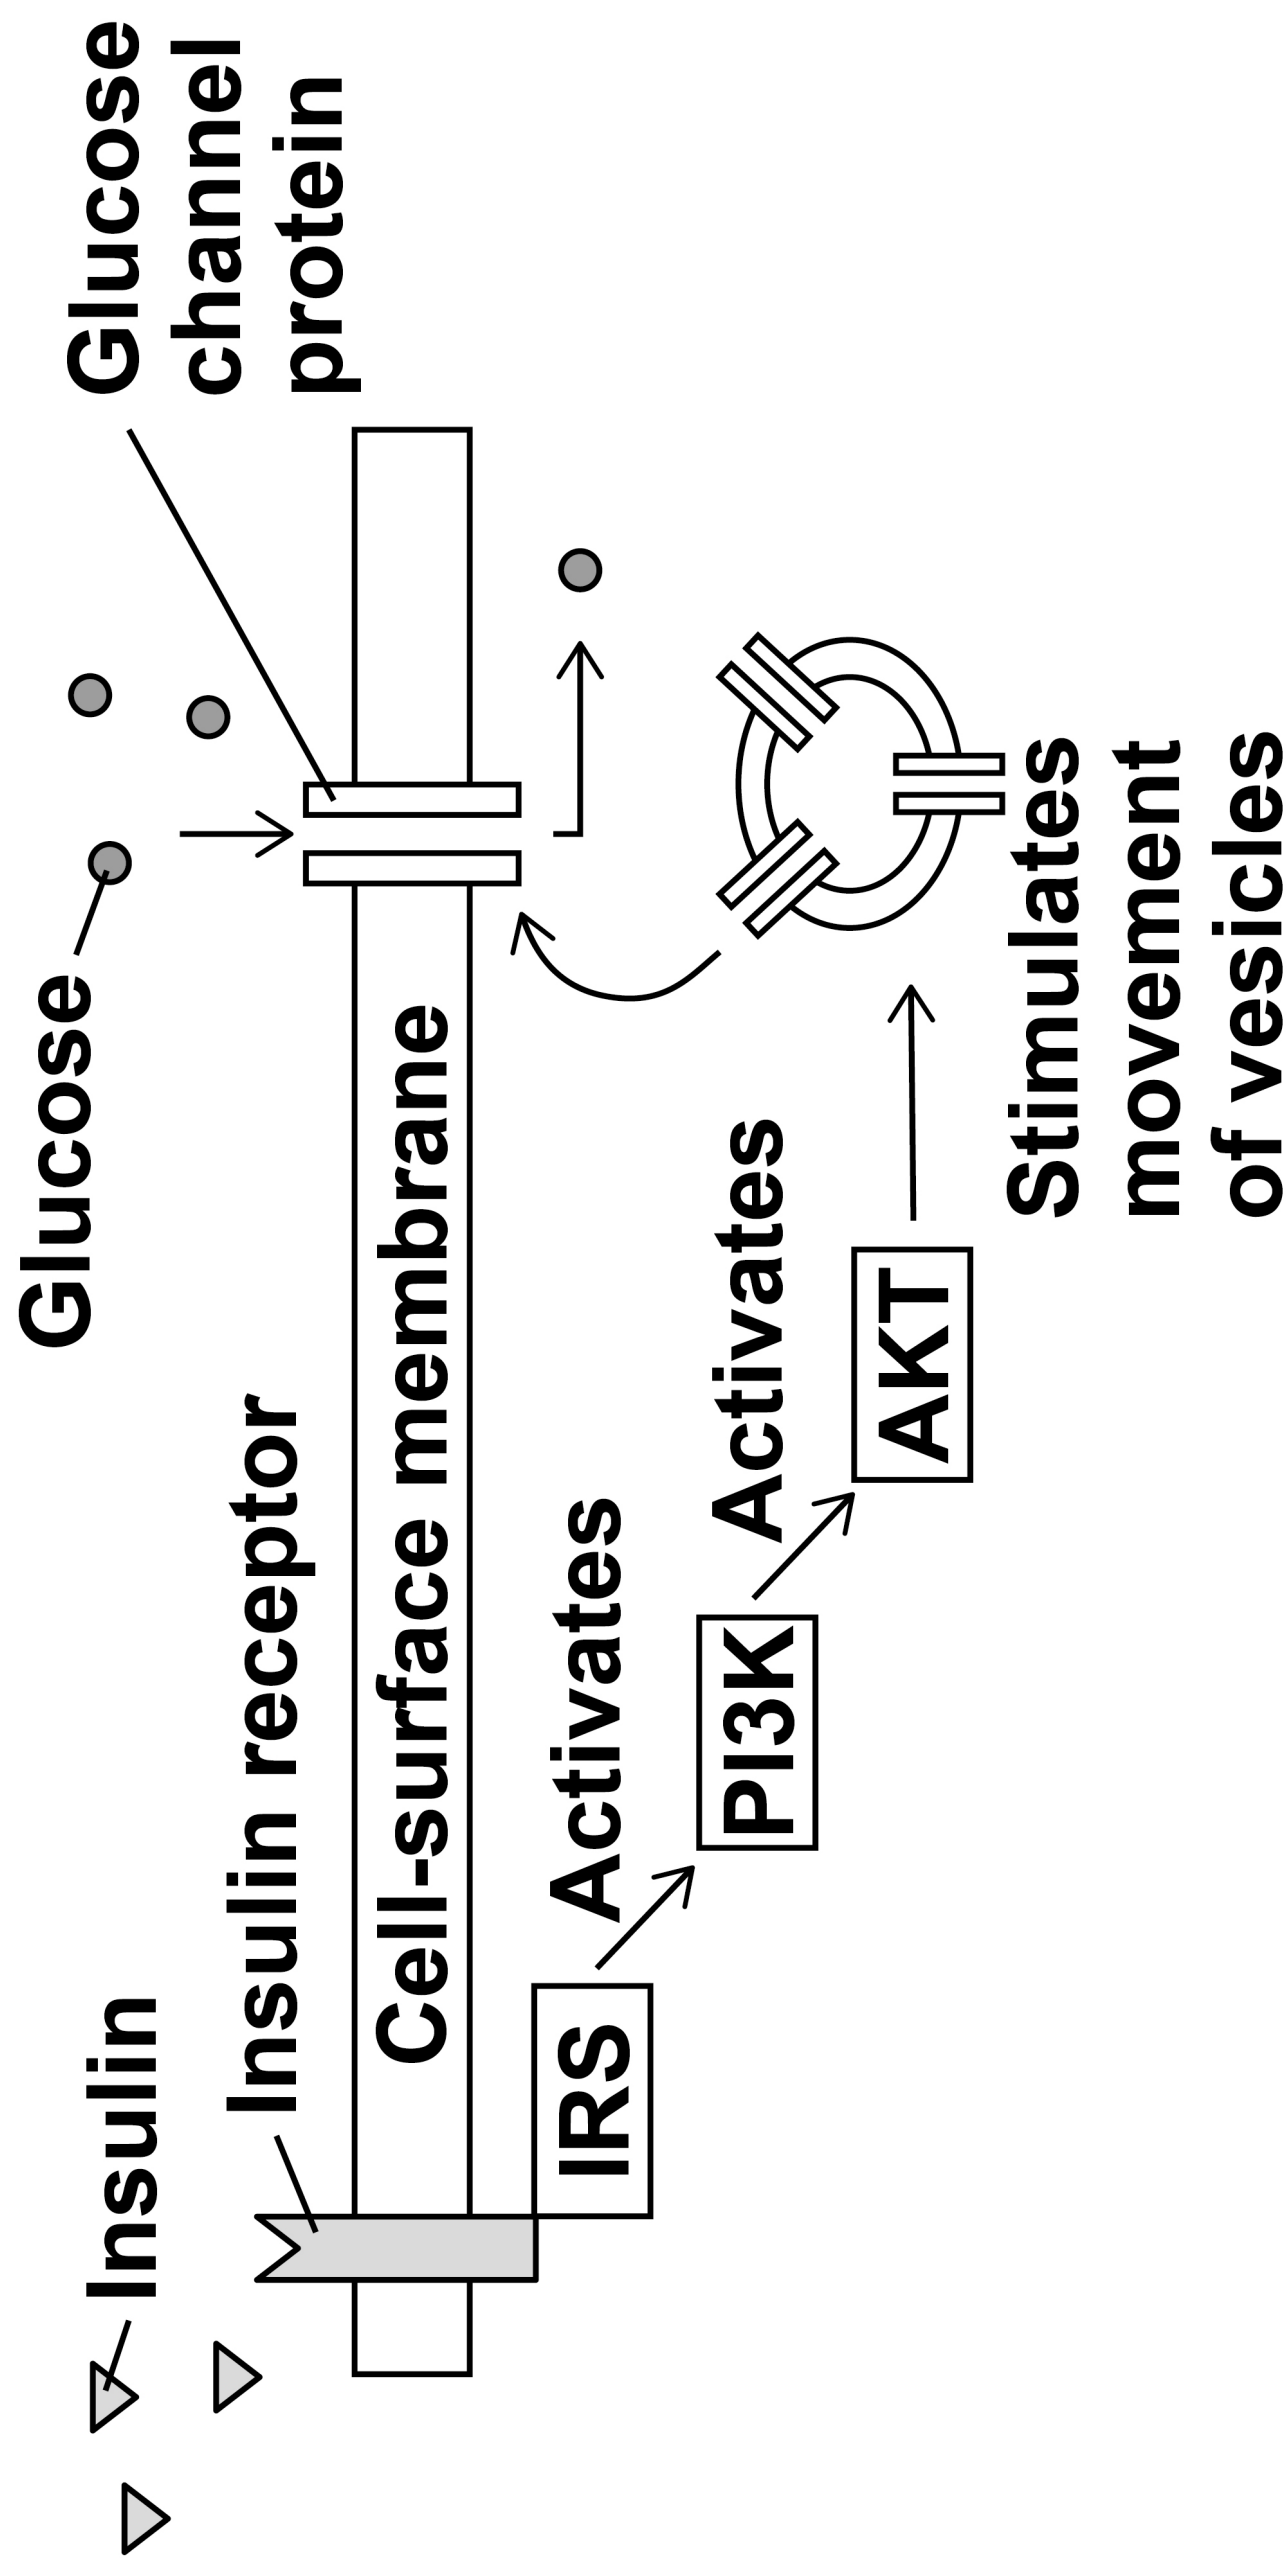 Insulin
Glucose
Glucose
channel
protein
Insulin receptor
Cell-surface membrane
IRS
Activates
PI3K
Activates
AKT
Stimulates
movement
of vesicles